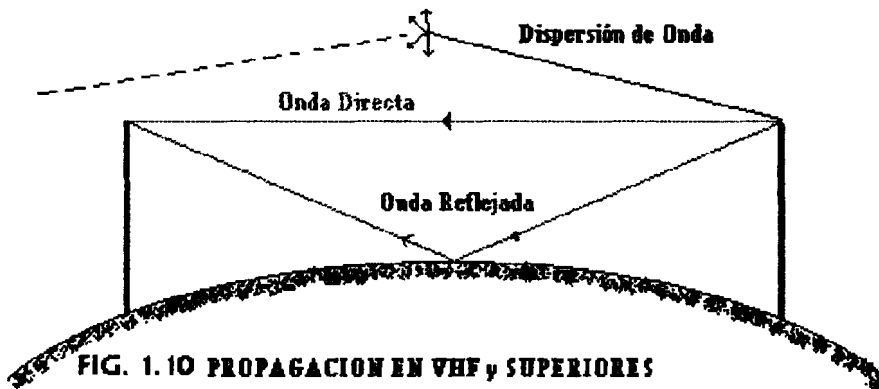 Dispersión de Onda
Onda Directa
Onda Reflejada
FIG. 1.10 PROPAGACION EN VHF y SUPERIORES